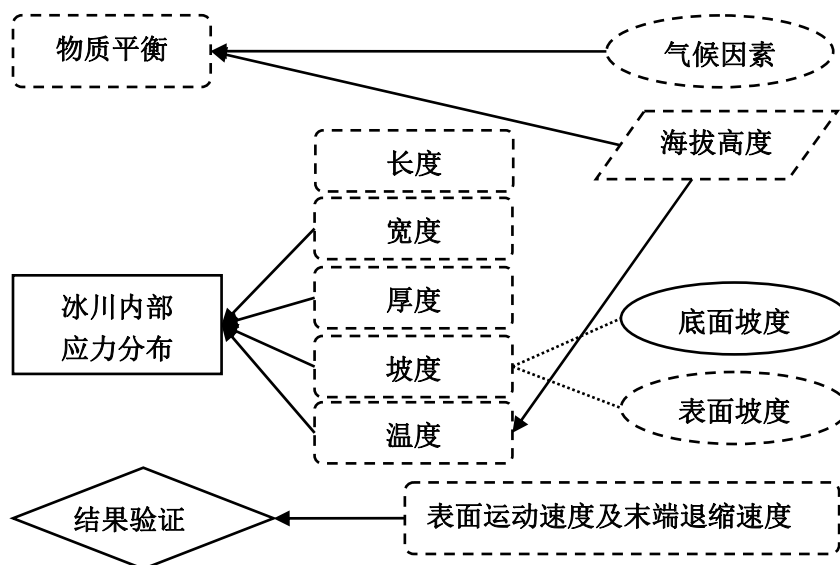 物质平衡
气候因素
海拔高度
长度
宽度
厚度
坡度
温度
冰川内部
应力分布
底面坡度
表面坡度
结果验证
表面运动速度及末端退缩速度